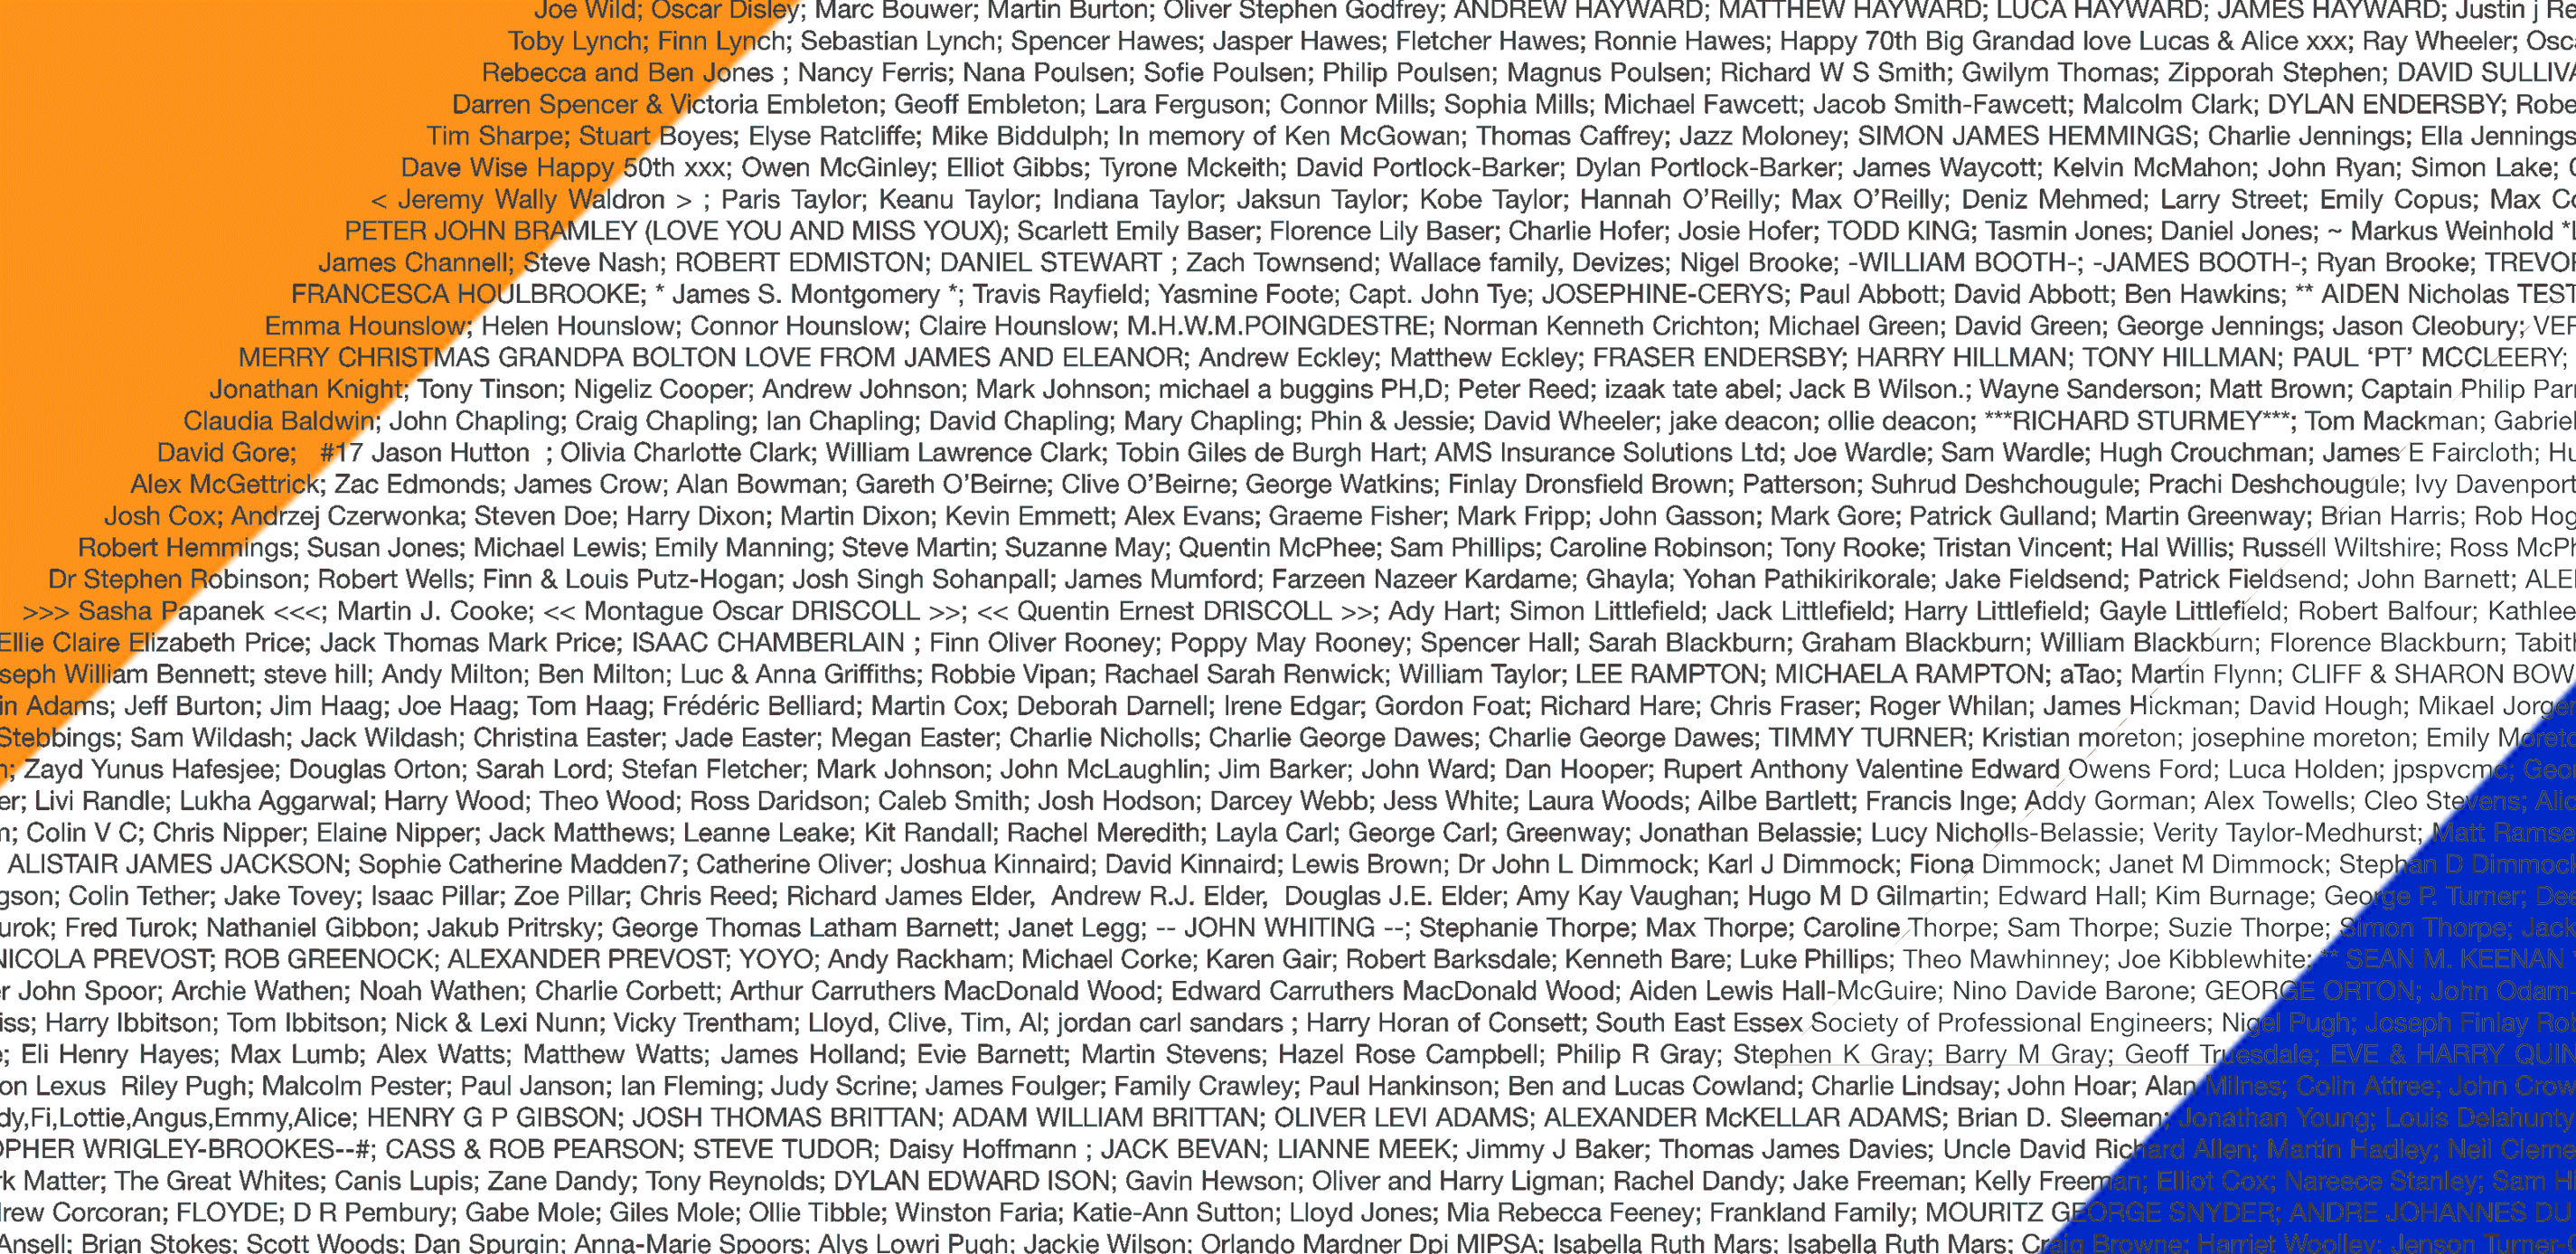 Joe Wild; Oscar Disley; Marc Bouwer; Martin Burton; Oliver Stephen Godfrey; ANDREW HAYWARD; MATTHEW HAYWARD; LUCA HAYWARD; JAMES HAYWARD; Justin j Re
Toby Lynch; Finn Lynch; Sebastian Lynch; Spencer Hawes; Jasper Hawes; Fletcher Hawes; Ronnie Hawes; Happy 70th Big Grandad love Lucas & Alice xxx; Ray Wheeler; Osc
Rebecca and Ben Jones ; Nancy Ferris; Nana Poulsen; Sofie Poulsen; Philip Poulsen; Magnus Poulsen; Richard W S Smith; Gwilym Thomas; Zipporah Stephen; DAVID SULLIVA
Darren Spencer & Victoria Embleton; Geoff Embleton; Lara Ferguson; Connor Mills; Sophia Mills; Michael Fawcett; Jacob Smith-Fawcett; Malcolm Clark; DYLAN ENDERSBY; Robe
Tim Sharpe; Stuart Boyes; Elyse Ratcliffe; Mike Biddulph; In memory of Ken McGowan; Thomas Caffrey; Jazz Moloney; SIMON JAMES HEMMINGS; Charlie Jennings; Ella Jennings
Dave Wise Happy 50th xxx; Owen McGinley; Elliot Gibbs; Tyrone Mckeith; David Portlock-Barker; Dylan Portlock-Barker; James Waycott; Kelvin McMahon; John Ryan; Simon Lake;
< Jeremy Wally Waldron > ; Paris Taylor; Keanu Taylor; Indiana Taylor; Jaksun Taylor; Kobe Taylor; Hannah O’Reilly; Max O’Reilly; Deniz Mehmed; Larry Street; Emily Copus; Max Co
PETER JOHN BRAMLEY (LOVE YOU AND MISS YOUX); Scarlett Emily Baser; Florence Lily Baser; Charlie Hofer; Josie Hofer; TODD KING; Tasmin Jones; Daniel Jones; ~ Markus Weinhold *
James Channell; Steve Nash; ROBERT EDMISTON; DANIEL STEWART ; Zach Townsend; Wallace family, Devizes; Nigel Brooke; -WILLIAM BOOTH-; -JAMES BOOTH-; Ryan Brooke; TREVOR
FRANCESCA HOULBROOKE; * James S. Montgomery *; Travis Rayfield; Yasmine Foote; Capt. John Tye; JOSEPHINE-CERYS; Paul Abbott; David Abbott; Ben Hawkins; ** AIDEN Nicholas TEST
Emma Hounslow; Helen Hounslow; Connor Hounslow; Claire Hounslow; M.H.W.M.POINGDESTRE; Norman Kenneth Crichton; Michael Green; David Green; George Jennings; Jason Cleobury; VER
MERRY CHRISTMAS GRANDPA BOLTON LOVE FROM JAMES AND ELEANOR; Andrew Eckley; Matthew Eckley; FRASER ENDERSBY; HARRY HILLMAN; TONY HILLMAN; PAUL ‘PT’ MCCLEERY;
Jonathan Knight; Tony Tinson; Nigeliz Cooper; Andrew Johnson; Mark Johnson; michael a buggins PH,D; Peter Reed; izaak tate abel; Jack B Wilson.; Wayne Sanderson; Matt Brown; Captain Philip Par
Claudia Baldwin; John Chapling; Craig Chapling; Ian Chapling; David Chapling; Mary Chapling; Phin & Jessie; David Wheeler; jake deacon; ollie deacon; ***RICHARD STURMEY***; Tom Mackman; Gabriel
David Gore; #17 Jason Hutton ; Olivia Charlotte Clark; William Lawrence Clark; Tobin Giles de Burgh Hart; AMS Insurance Solutions Ltd; Joe Wardle; Sam Wardle; Hugh Crouchman; James E Faircloth; Hu
Alex McGettrick; Zac Edmonds; James Crow; Alan Bowman; Gareth O’Beirne; Clive O’Beirne; George Watkins; Finlay Dronsfield Brown; Patterson; Suhrud Deshchougule; Prachi Deshchougule; Ivy Davenport
Josh Cox; Andrzej Czerwonka; Steven Doe; Harry Dixon; Martin Dixon; Kevin Emmett; Alex Evans; Graeme Fisher; Mark Fripp; John Gasson; Mark Gore; Patrick Gulland; Martin Greenway; Brian Harris; Rob Hog
Robert Hemmings; Susan Jones; Michael Lewis; Emily Manning; Steve Martin; Suzanne May; Quentin McPhee; Sam Phillips; Caroline Robinson; Tony Rooke; Tristan Vincent; Hal Willis; Russell Wiltshire; Ross McPh
Dr Stephen Robinson; Robert Wells; Finn & Louis Putz-Hogan; Josh Singh Sohanpall; James Mumford; Farzeen Nazeer Kardame; Ghayla; Yohan Pathikirikorale; Jake Fieldsend; Patrick Fieldsend; John Barnett; ALE
>>> Sasha Papanek <<<; Martin J. Cooke; << Montague Oscar DRISCOLL >>; << Quentin Ernest DRISCOLL >>; Ady Hart; Simon Littlefield; Jack Littlefield; Harry Littlefield; Gayle Littlefield; Robert Balfour; Kathlee
Ellie Claire Elizabeth Price; Jack Thomas Mark Price; ISAAC CHAMBERLAIN ; Finn Oliver Rooney; Poppy May Rooney; Spencer Hall; Sarah Blackburn; Graham Blackburn; William Blackburn; Florence Blackburn; Tabit
seph William Bennett; steve hill; Andy Milton; Ben Milton; Luc & Anna Griffiths; Robbie Vipan; Rachael Sarah Renwick; William Taylor; LEE RAMPTON; MICHAELA RAMPTON; aTao; Martin Flynn; CLIFF & SHARON BOW
in Adams; Jeff Burton; Jim Haag; Joe Haag; Tom Haag; Frédéric Belliard; Martin Cox; Deborah Darnell; Irene Edgar; Gordon Foat; Richard Hare; Chris Fraser; Roger Whilan; James Hickman; David Hough; Mikael Jorgen
Stebbings; Sam Wildash; Jack Wildash; Christina Easter; Jade Easter; Megan Easter; Charlie Nicholls; Charlie George Dawes; Charlie George Dawes; TIMMY TURNER; Kristian moreton; josephine moreton; Emily Moreto
; Zayd Yunus Hafesjee; Douglas Orton; Sarah Lord; Stefan Fletcher; Mark Johnson; John McLaughlin; Jim Barker; John Ward; Dan Hooper; Rupert Anthony Valentine Edward Owens Ford; Luca Holden; jpspvcmc; Geor
er; Livi Randle; Lukha Aggarwal; Harry Wood; Theo Wood; Ross Daridson; Caleb Smith; Josh Hodson; Darcey Webb; Jess White; Laura Woods; Ailbe Bartlett; Francis Inge; Addy Gorman; Alex Towells; Cleo Stevens; Alic
; Colin V C; Chris Nipper; Elaine Nipper; Jack Matthews; Leanne Leake; Kit Randall; Rachel Meredith; Layla Carl; George Carl; Greenway; Jonathan Belassie; Lucy Nicholls-Belassie; Verity Taylor-Medhurst; Matt Ramse
ALISTAIR JAMES JACKSON; Sophie Catherine Madden7; Catherine Oliver; Joshua Kinnaird; David Kinnaird; Lewis Brown; Dr John L Dimmock; Karl J Dimmock; Fiona Dimmock; Janet M Dimmock; Stephan D Dimmock
gson; Colin Tether; Jake Tovey; Isaac Pillar; Zoe Pillar; Chris Reed; Richard James Elder, Andrew R.J. Elder, Douglas J.E. Elder; Amy Kay Vaughan; Hugo M D Gilmartin; Edward Hall; Kim Burnage; George P. Turner; Dee
urok; Fred Turok; Nathaniel Gibbon; Jakub Pritrsky; George Thomas Latham Barnett; Janet Legg; -- JOHN WHITING --; Stephanie Thorpe; Max Thorpe; Caroline Thorpe; Sam Thorpe; Suzie Thorpe; Simon Thorpe; Jack
NICOLA PREVOST; ROB GREENOCK; ALEXANDER PREVOST; YOYO; Andy Rackham; Michael Corke; Karen Gair; Robert Barksdale; Kenneth Bare; Luke Phillips; Theo Mawhinney; Joe Kibblewhite; ** SEAN M. KEENAN *
r John Spoor; Archie Wathen; Noah Wathen; Charlie Corbett; Arthur Carruthers MacDonald Wood; Edward Carruthers MacDonald Wood; Aiden Lewis Hall-McGuire; Nino Davide Barone; GEORGE ORTON; John Odam-
iss; Harry Ibbitson; Tom Ibbitson; Nick & Lexi Nunn; Vicky Trentham; Lloyd, Clive, Tim, Al; jordan carl sandars ; Harry Horan of Consett; South East Essex Society of Professional Engineers; Nigel Pugh; Joseph Finlay Rob
; Eli Henry Hayes; Max Lumb; Alex Watts; Matthew Watts; James Holland; Evie Barnett; Martin Stevens; Hazel Rose Campbell; Philip R Gray; Stephen K Gray; Barry M Gray; Geoff Truesdale; EVE & HARRY QUIN
on Lexus Riley Pugh; Malcolm Pester; Paul Janson; Ian Fleming; Judy Scrine; James Foulger; Family Crawley; Paul Hankinson; Ben and Lucas Cowland; Charlie Lindsay; John Hoar; Alan Milnes; Colin Attree; John Crow
dy,Fi,Lottie,Angus,Emmy,Alice; HENRY G P GIBSON; JOSH THOMAS BRITTAN; ADAM WILLIAM BRITTAN; OLIVER LEVI ADAMS; ALEXANDER McKELLAR ADAMS; Brian D. Sleeman; Jonathan Young; Louis Delahunty
OPHER WRIGLEY-BROOKES--#; CASS & ROB PEARSON; STEVE TUDOR; Daisy Hoffmann ; JACK BEVAN; LIANNE MEEK; Jimmy J Baker; Thomas James Davies; Uncle David Richard Allen; Martin Hadley; Neil Cleme
rk Matter; The Great Whites; Canis Lupis; Zane Dandy; Tony Reynolds; DYLAN EDWARD ISON; Gavin Hewson; Oliver and Harry Ligman; Rachel Dandy; Jake Freeman; Kelly Freeman; Elliot Cox; Nareece Stanley; Sam Hi
rew Corcoran; FLOYDE; D R Pembury; Gabe Mole; Giles Mole; Ollie Tibble; Winston Faria; Katie-Ann Sutton; Lloyd Jones; Mia Rebecca Feeney; Frankland Family; MOURITZ GEORGE SNYDER; ANDRE JOHANNES DU
Ansell; Brian Stokes; Scott Woods; Dan Spurgin; Anna-Marie Spoors; Alys Lowri Pugh; Jackie Wilson; Orlando Mardner Dpi MIPSA; Isabella Ruth Mars; Isabella Ruth Mars; Craig Browne; Harriet Woolley; Jenson Turner-